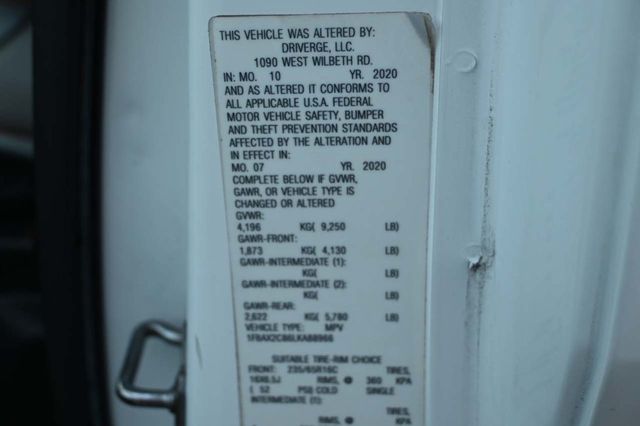 THIS VEHICLE WAS ALTERED BY:
DRIVERGE, LLC.
1090 WEST WILBETH RD.
IN: MO. 10 YR. 2020
AND AS ALTERED IT CONFORMS TO
ALL APPLICABLE U.S.A. FEDERAL
MOTOR VEHICLE SAFETY, BUMPER
AND THEFT PREVENTION STANDARDS
AFFECTED BY THE ALTERATION AND
IN EFFECT IN:
MO. 07 YR. 2020
COMPLETE BELOW IF GVWR,
GAWR, OR VEHICLE TYPE IS
CHANGED OR ALTERED
GVWR:
4,196 KG( 9,250 LB)
GAWR-FRONT:
1,873 KG( 4,130 LB)
GAWR-INTERMEDIATE (1):
KG( LB)
GAWR-INTERMEDIATE (2):
KG( LB)
GAWR-REAR:
2,622 KG( 5,780 LB)
VEHICLE TYPE: MPV
SUITABLE TIRE-RIM CHOICE
FRONT: 235/65R16C TIRES,
16X6.5J RIMS, @ 360 KPA
( 52 PSI) COLD SINGLE
INTERMEDIATE (1):
TIRES,
RIMS, @ KPA